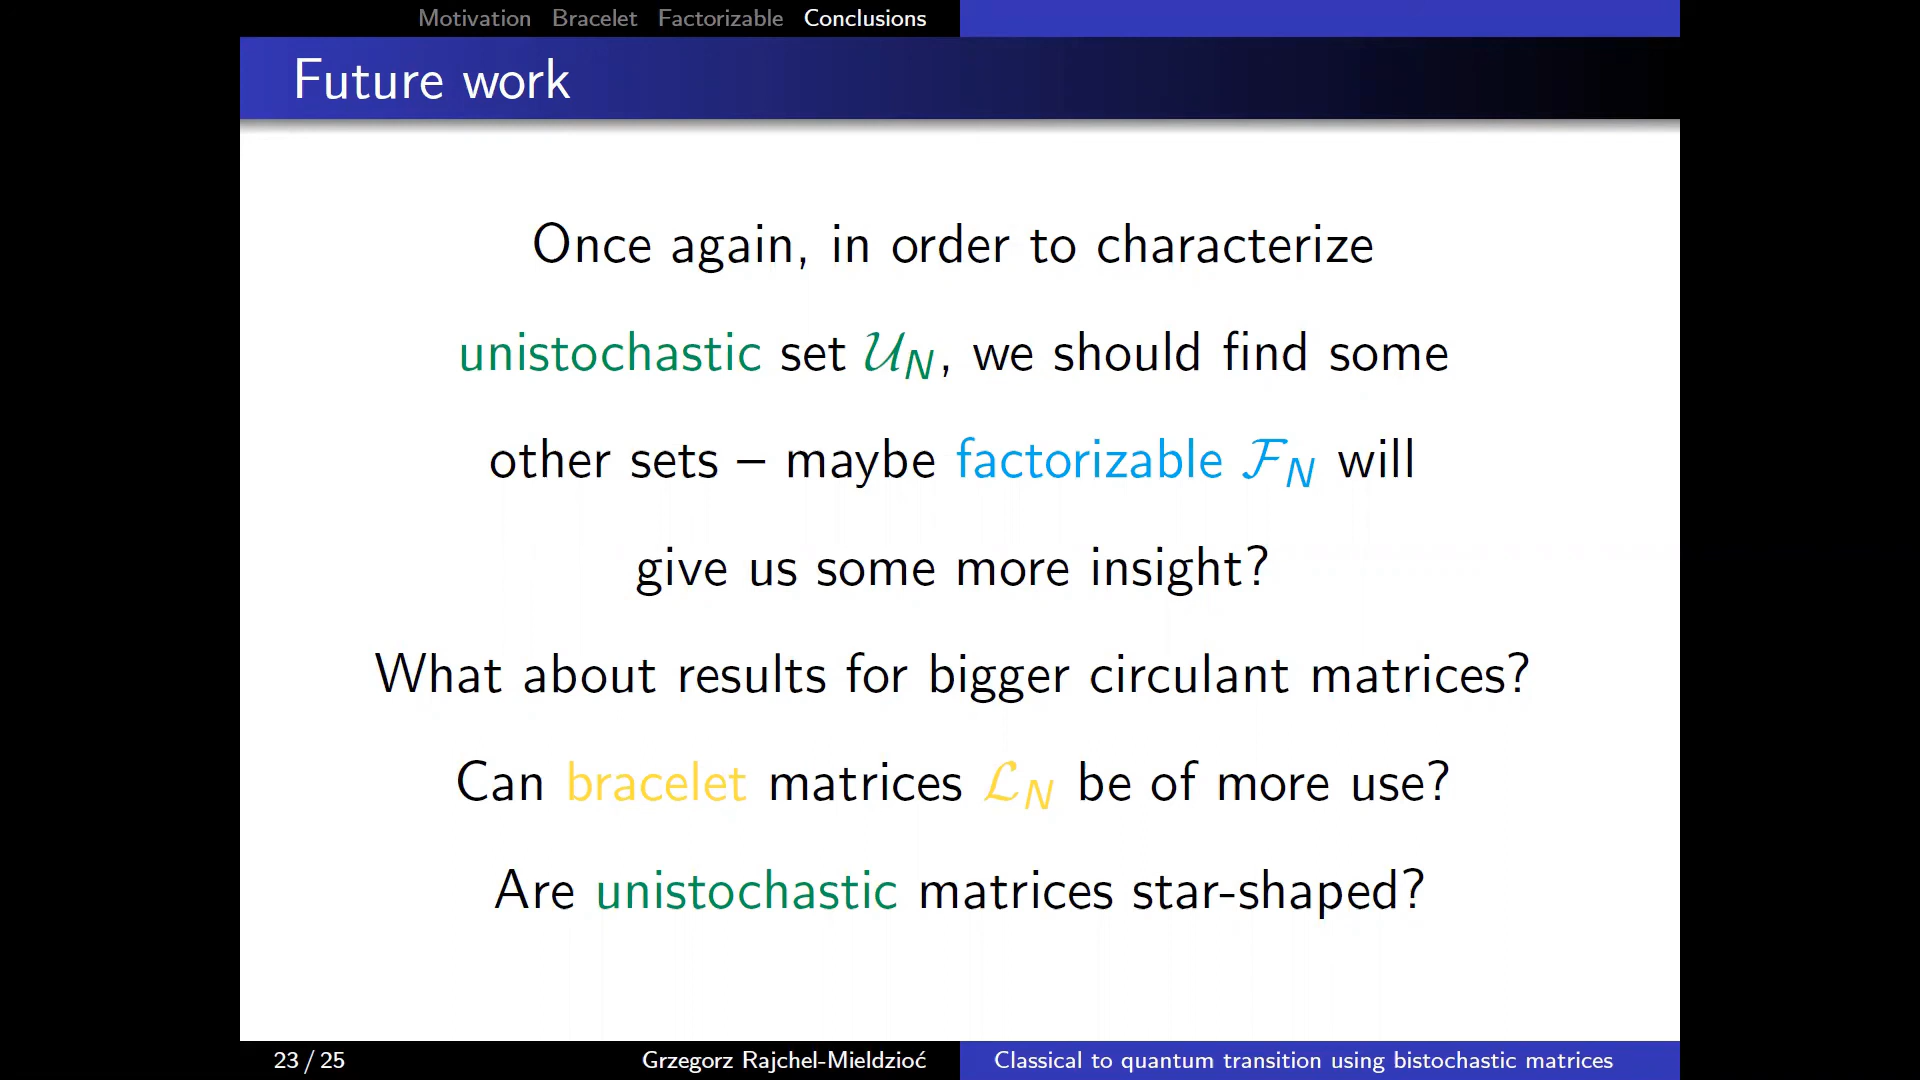 Motivation Bracelet Factorizable Conclusions
Future work
Once again, in order to characterize
unistochastic set 𝒰_N, we should find some
other sets – maybe factorizable ℱ_N will
give us some more insight?
What about results for bigger circulant matrices?
Can bracelet matrices ℒ_N be of more use?
Are unistochastic matrices star-shaped?
23 / 25 Grzegorz Rajchel-Mieldzioć Classical to quantum transition using bistochastic matrices